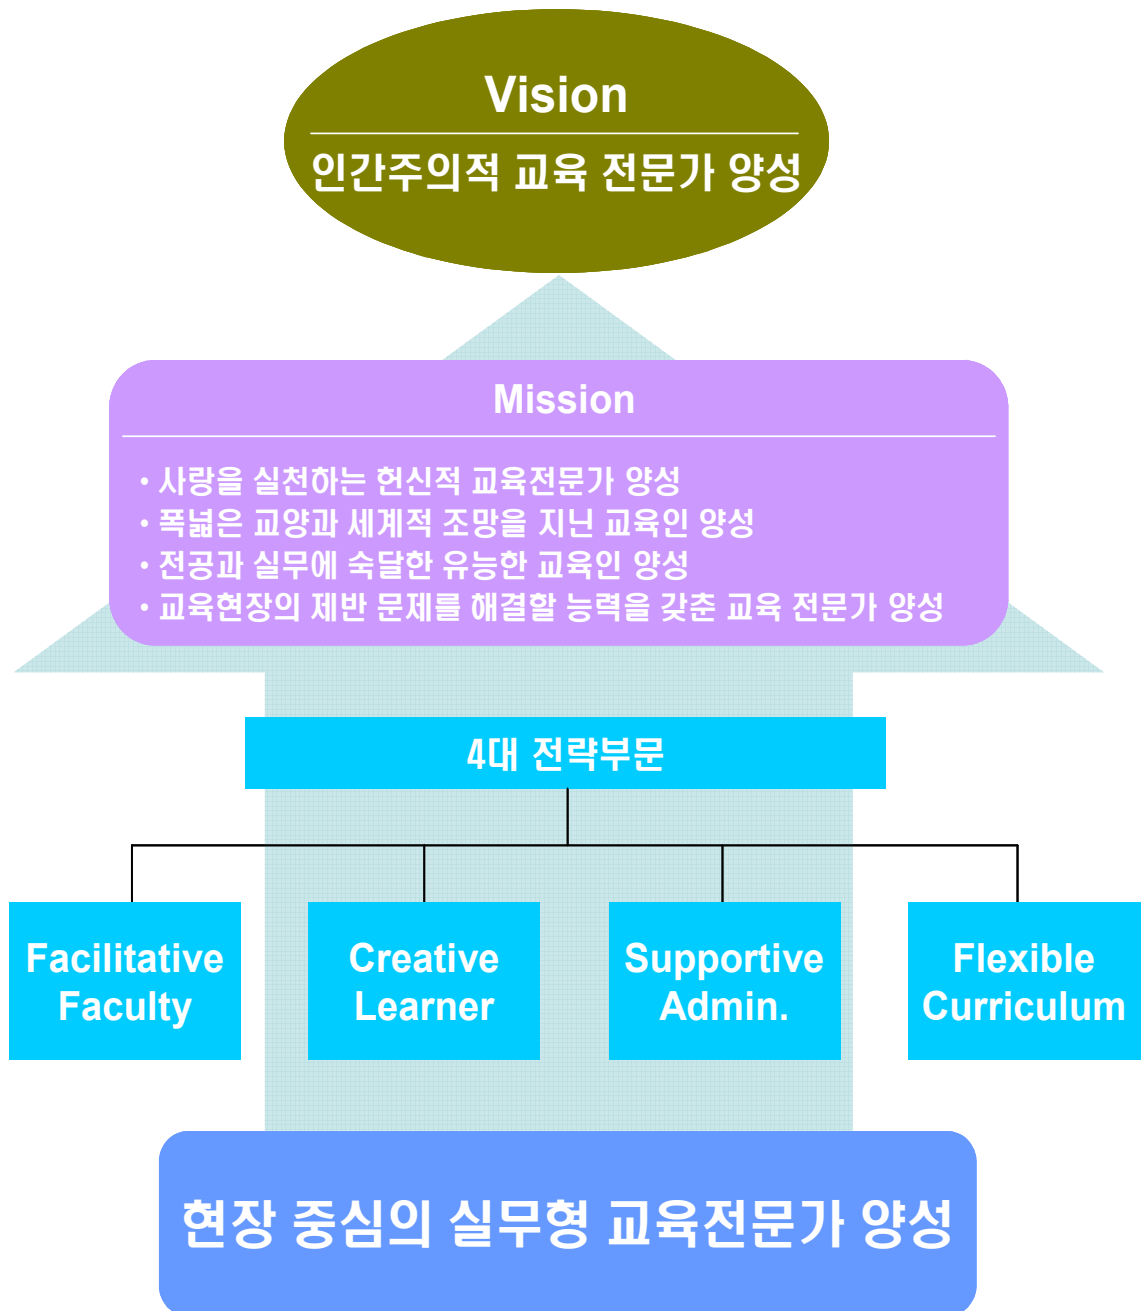 Vision
인간주의적 교육 전문가 양성
Mission
• 사랑을 실천하는 헌신적 교육전문가 양성
• 폭넓은 교양과 세계적 조망을 지닌 교육인 양성
• 전공과 실무에 숙달한 유능한 교육인 양성
• 교육현장의 제반 문제를 해결할 능력을 갖춘 교육 전문가 양성
4대 전략부문
Facilitative
Faculty
Creative
Learner
Supportive
Admin.
Flexible
Curriculum
현장 중심의 실무형 교육전문가 양성